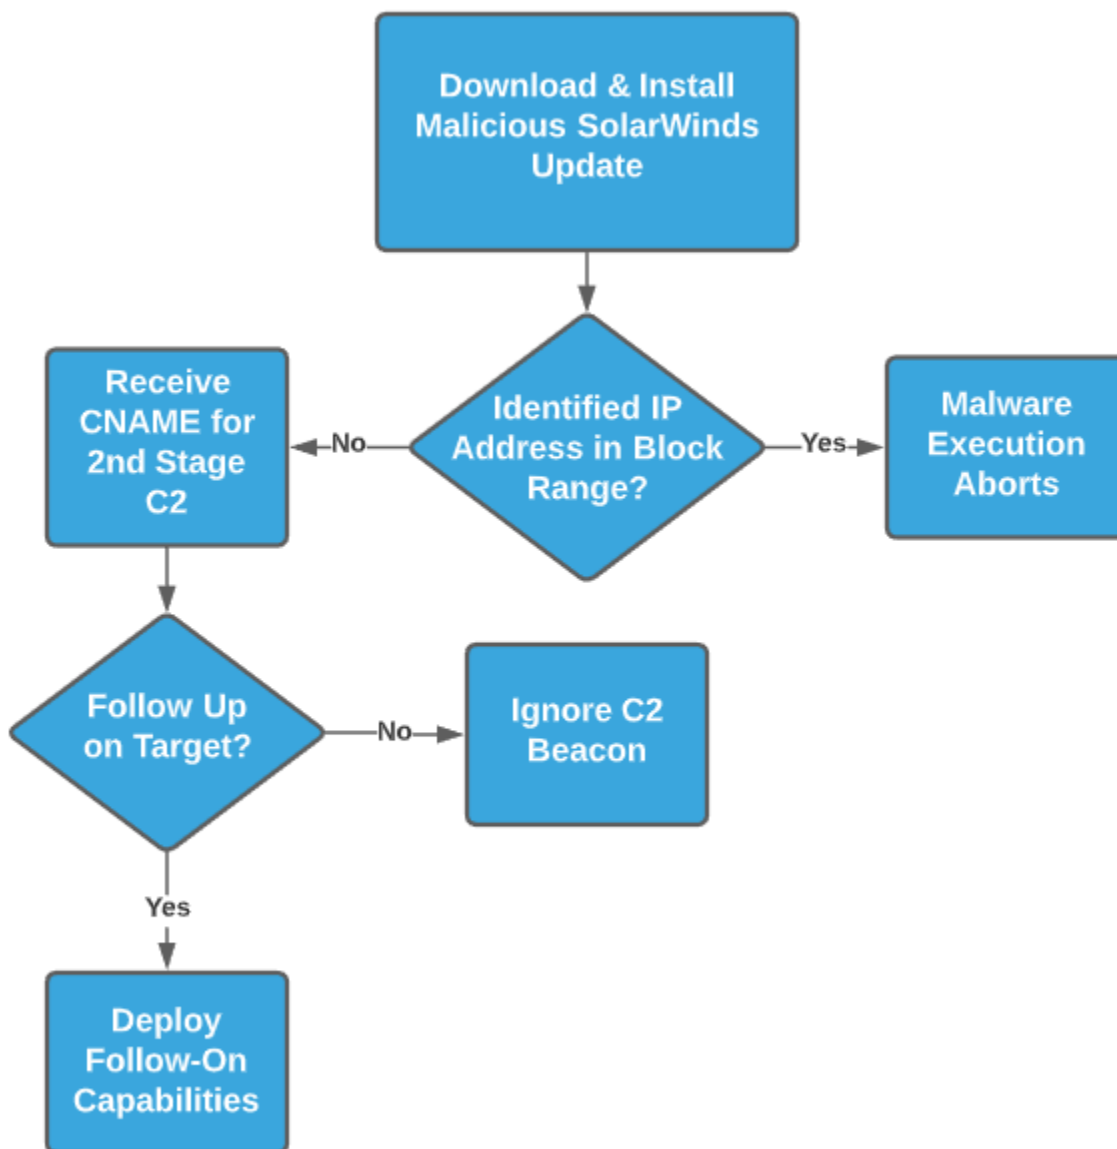 Download & Install
Malicious SolarWinds
Update
Receive
CNAME for
2nd Stage
C2
No
Identified IP
Address in Block
Range?
Yes
Malware
Execution
Aborts
Follow Up
on Target?
No
Ignore C2
Beacon
Yes
Deploy
Follow-On
Capabilities